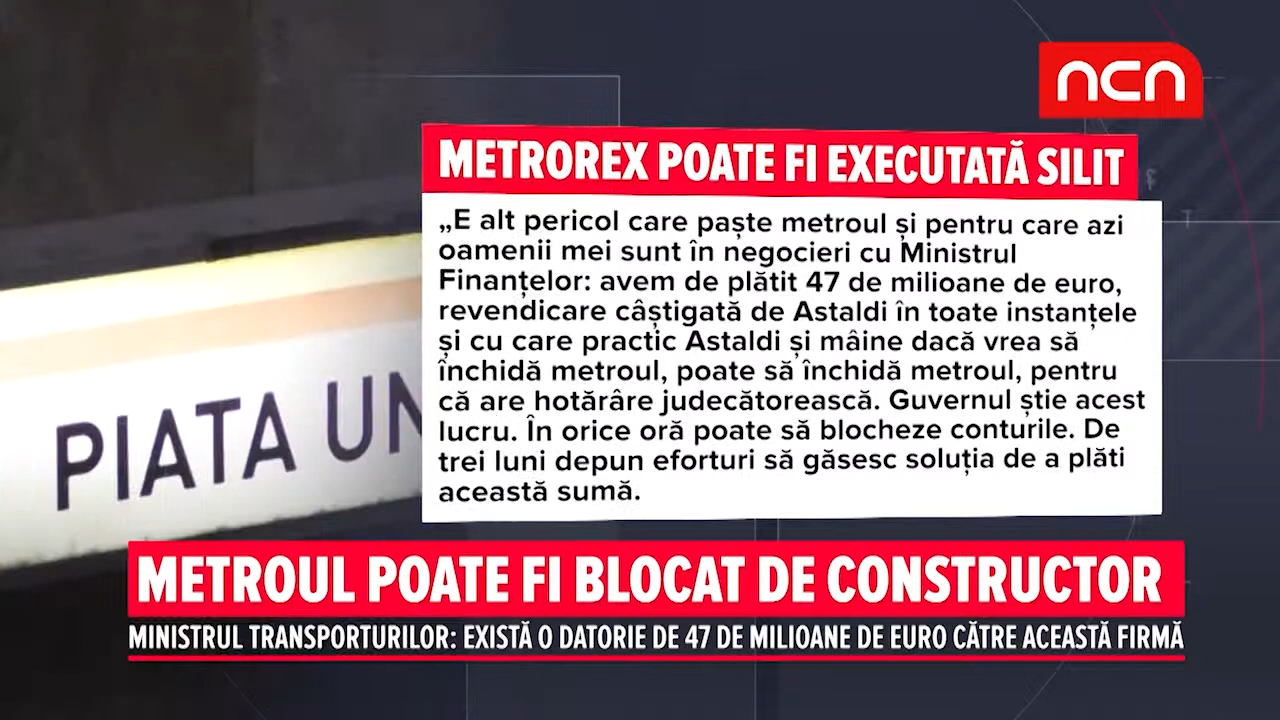 ncn
METROREX POATE FI EXECUTATĂ SILIT
„E alt pericol care paște metroul și pentru care azi
oamenii mei sunt în negocieri cu Ministrul
Finanțelor: avem de plătit 47 de milioane de euro,
revendicare câștigată de Astaldi în toate instanțele
și cu care practic Astaldi și mâine dacă vrea să
închidă metroul, poate să închidă metroul, pentru
că are hotărâre judecătorească. Guvernul știe acest
lucru. În orice oră poate să blocheze conturile. De
trei luni depun eforturi să găsesc soluția de a plăti
această sumă.
PIATA UN
METROUL POATE FI BLOCAT DE CONSTRUCTOR
MINISTRUL TRANSPORTURILOR: EXISTĂ O DATORIE DE 47 DE MILIOANE DE EURO CĂTRE ACEASTĂ FIRMĂ